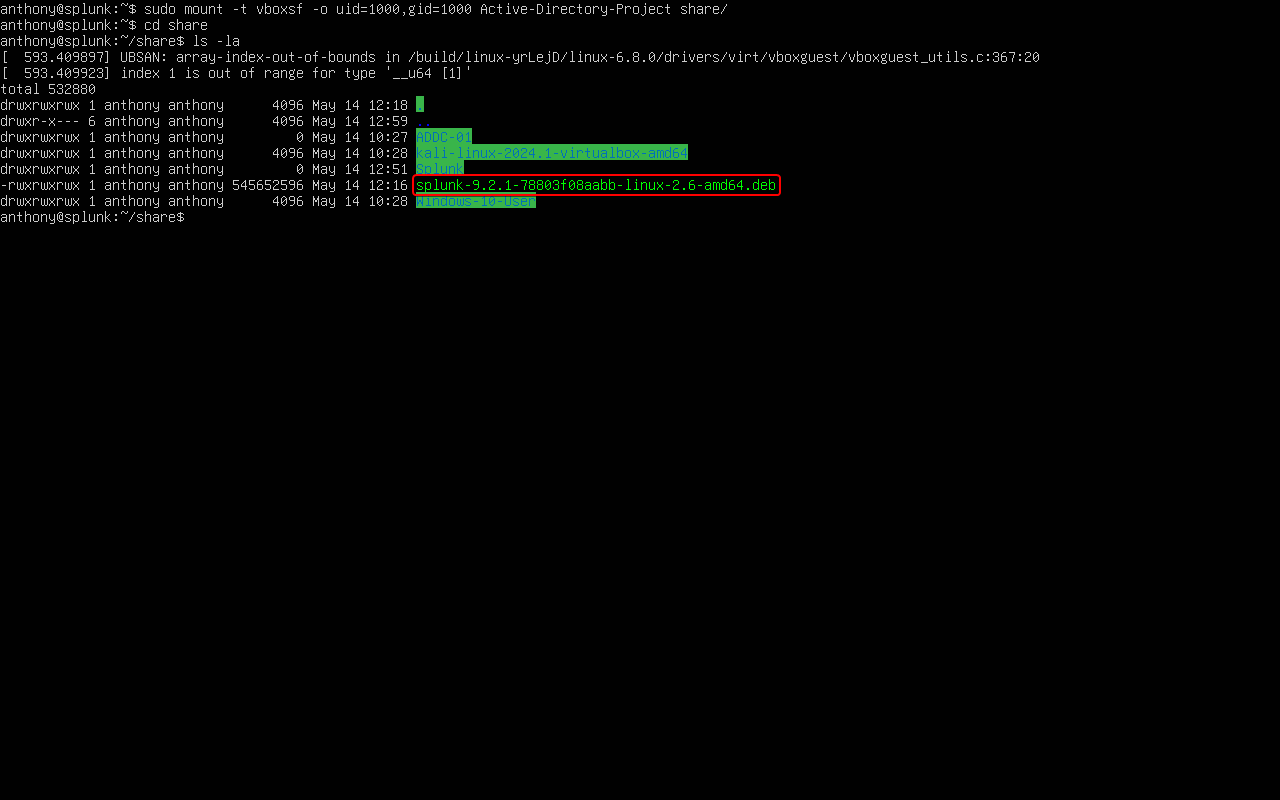 anthony@splunk:~$ sudo mount -t vboxsf -o uid=1000,gid=1000 Active-Directory-Project share/
anthony@splunk:~$ cd share
anthony@splunk:~/share$ ls -la
[  593.409897] UBSAN: array-index-out-of-bounds in /build/linux-yrLejD/linux-6.8.0/drivers/virt/vboxguest/vboxguest_utils.c:367:20
[  593.409923] index 1 is out of range for type '__u64 [1]'
total 532880
drwxrwxrwx 1 anthony anthony      4096 May 14 12:18 .
drwxr-x--- 6 anthony anthony      4096 May 14 12:59 ..
drwxrwxrwx 1 anthony anthony         0 May 14 10:27 ADDC-01
drwxrwxrwx 1 anthony anthony      4096 May 14 10:28 kali-linux-2024.1-virtualbox-amd64
drwxrwxrwx 1 anthony anthony         0 May 14 12:51 Splunk
-rwxrwxrwx 1 anthony anthony 545652596 May 14 12:16 splunk-9.2.1-78803f08aabb-linux-2.6-amd64.deb
drwxrwxrwx 1 anthony anthony      4096 May 14 10:28 Windows-10-User
anthony@splunk:~/share$